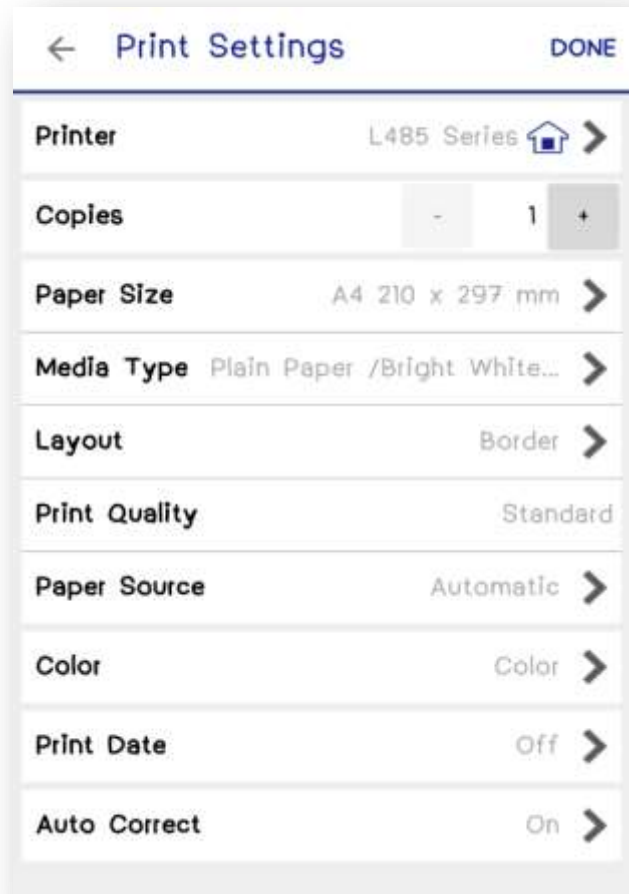 Print Settings DONE
Printer L485 Series
Copies - 1 +
Paper Size A4 210 x 297 mm
Media Type Plain Paper /Bright White...
Layout Border
Print Quality Standard
Paper Source Automatic
Color Color
Print Date Off
Auto Correct On